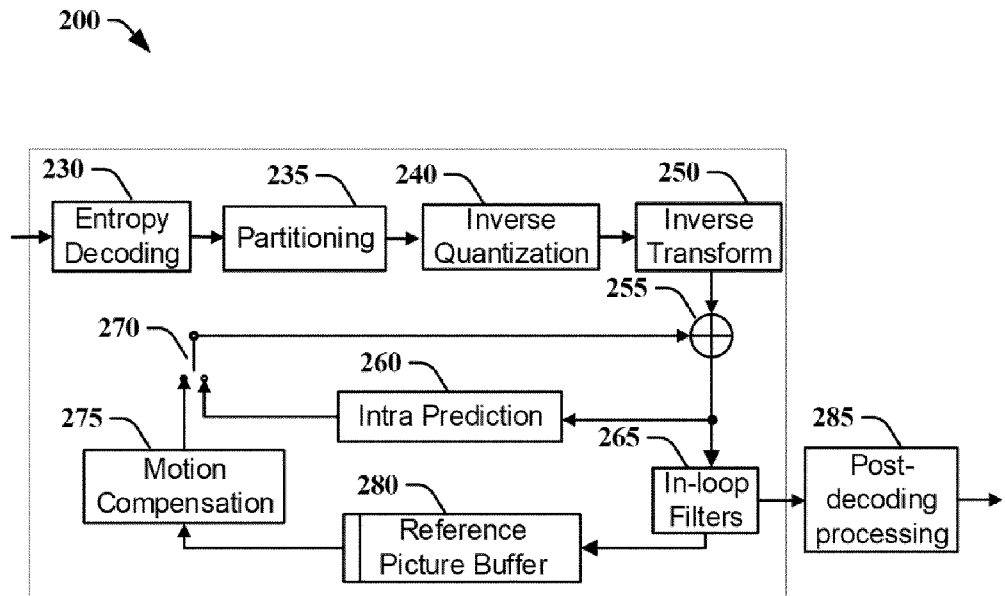 200
230
235
240
250
Entropy
Decoding
Partitioning
Inverse
Quantization
Inverse
Transform
255
270
260
Intra Prediction
275
265
285
Motion
Compensation
280
Reference
Picture Buffer
In-loop
Filters
Post-
decoding
processing